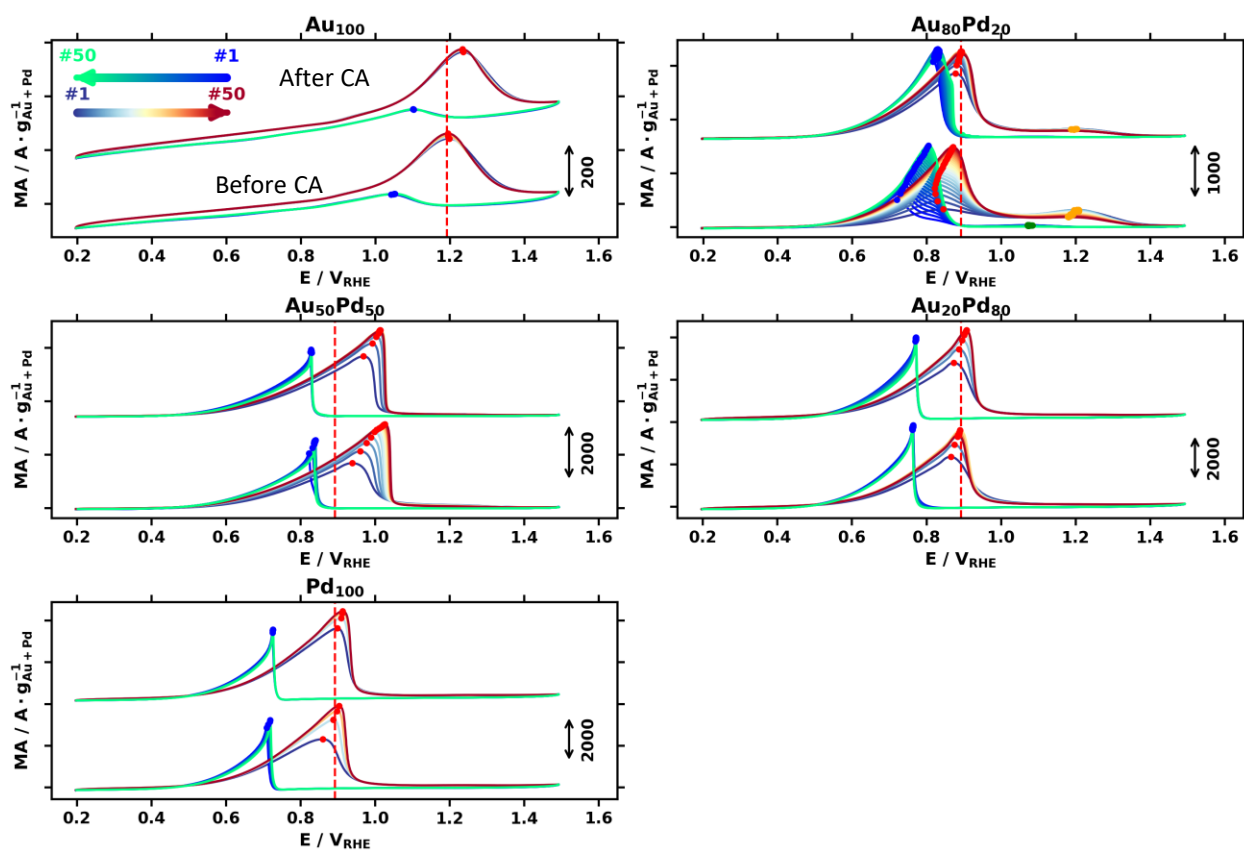 Au₁₀₀
#50 #1
After CA
#1 #50
Before CA
200
MA / A · g⁻¹Au + Pd
0.2 0.4 0.6 0.8 1.0 1.2 1.4 1.6
E / VRHE
Au₈₀Pd₂₀
1000
MA / A · g⁻¹Au + Pd
0.2 0.4 0.6 0.8 1.0 1.2 1.4 1.6
E / VRHE
Au₅₀Pd₅₀
2000
MA / A · g⁻¹Au + Pd
0.2 0.4 0.6 0.8 1.0 1.2 1.4 1.6
E / VRHE
Au₂₀Pd₈₀
2000
MA / A · g⁻¹Au + Pd
0.2 0.4 0.6 0.8 1.0 1.2 1.4 1.6
E / VRHE
Pd₁₀₀
2000
MA / A · g⁻¹Au + Pd
0.2 0.4 0.6 0.8 1.0 1.2 1.4 1.6
E / VRHE